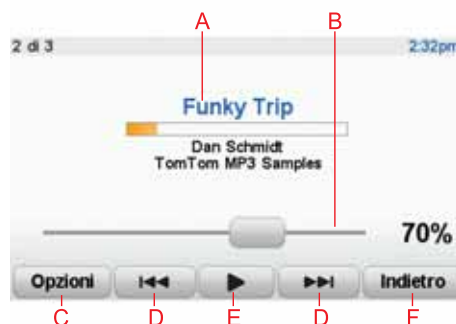 A
B
2 di 3
2:32pm
Funky Trip
Dan Schmidt
TomTom MP3 Samples
70%
Opzioni
Indietro
C
D
E
D
F